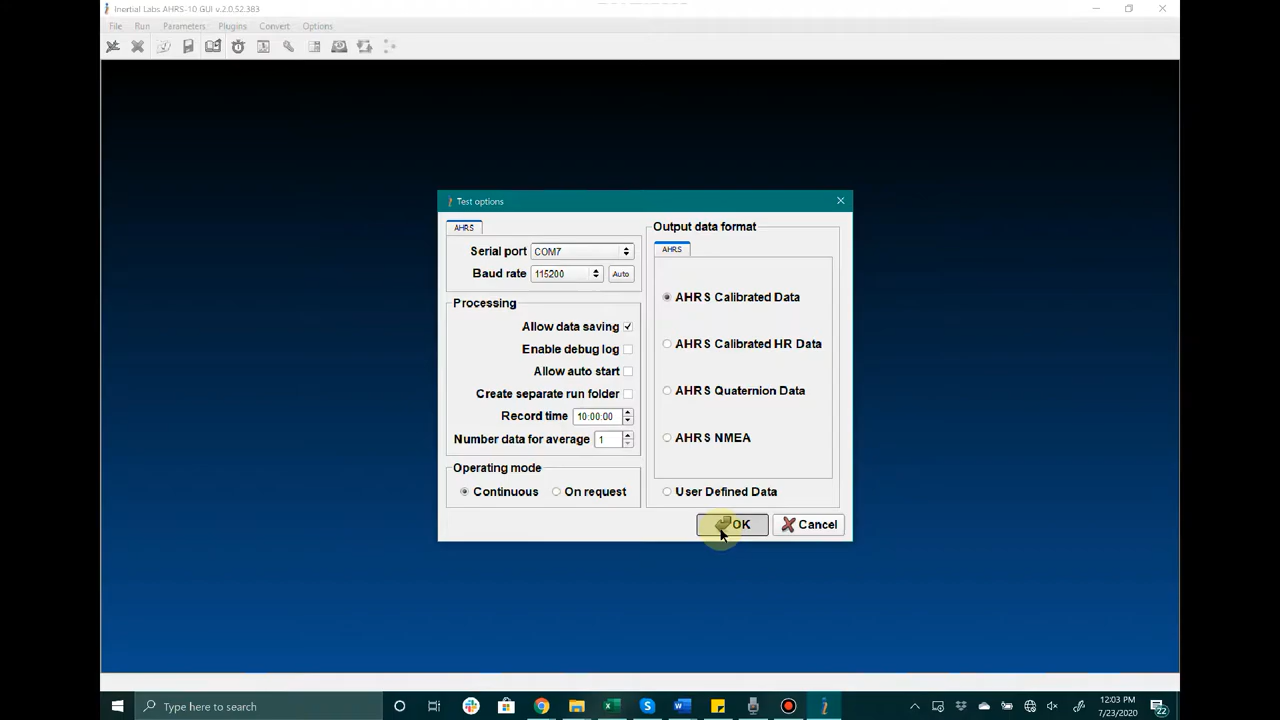 Inertial Labs AHRS-10 GUI v.2.0.52.383
File Run Parameters Plugins Convert Options
Test options
AHRS
Serial port COM7
Baud rate 115200 Auto
Processing
Allow data saving
Enable debug log
Allow auto start
Create separate run folder
Record time 10:00:00
Number data for average 1
Operating mode
Continuous On request
Output data format
AHRS
AHRS Calibrated Data
AHRS Calibrated HR Data
AHRS Quaternion Data
AHRS NMEA
User Defined Data
OK Cancel
Type here to search
12:03 PM
7/23/2020
22